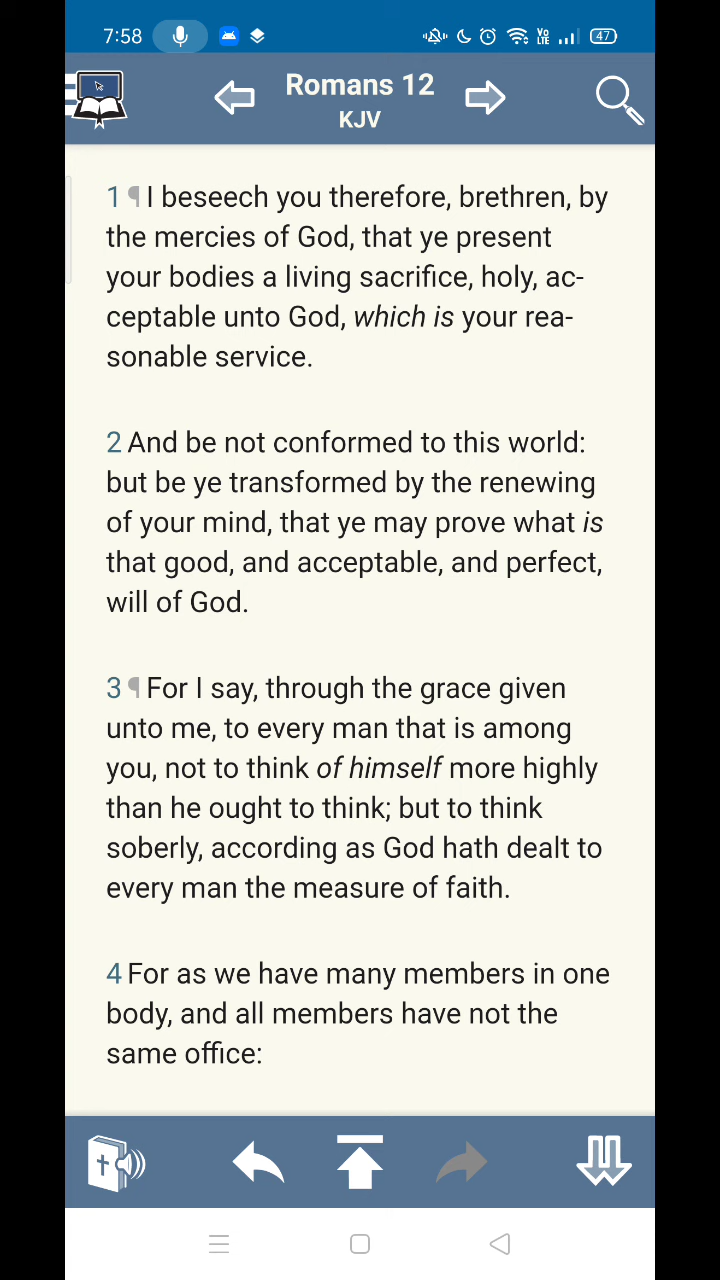 7:58
Vo LTE
47
Romans 12
KJV
1 ¶ I beseech you therefore, brethren, by
the mercies of God, that ye present
your bodies a living sacrifice, holy, ac-
ceptable unto God, which is your rea-
sonable service.
2 And be not conformed to this world:
but be ye transformed by the renewing
of your mind, that ye may prove what is
that good, and acceptable, and perfect,
will of God.
3 ¶ For I say, through the grace given
unto me, to every man that is among
you, not to think of himself more highly
than he ought to think; but to think
soberly, according as God hath dealt to
every man the measure of faith.
4 For as we have many members in one
body, and all members have not the
same office: